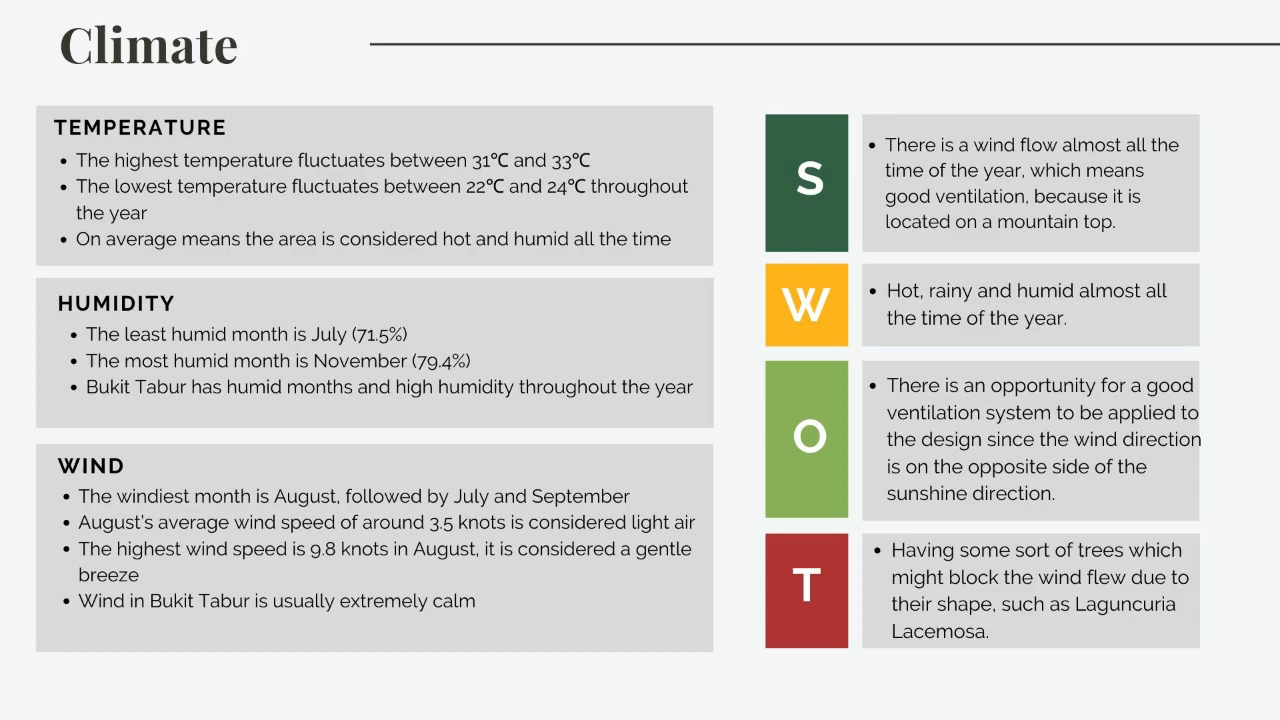 Climate
TEMPERATURE
• The highest temperature fluctuates between 31℃ and 33℃
• The lowest temperature fluctuates between 22℃ and 24℃ throughout
the year
• On average means the area is considered hot and humid all the time
HUMIDITY
• The least humid month is July (71.5%)
• The most humid month is November (79.4%)
• Bukit Tabur has humid months and high humidity throughout the year
WIND
• The windiest month is August, followed by July and September
• August's average wind speed of around 3.5 knots is considered light air
• The highest wind speed is 9.8 knots in August, it is considered a gentle
breeze
• Wind in Bukit Tabur is usually extremely calm
S
• There is a wind flow almost all the
time of the year, which means
good ventilation, because it is
located on a mountain top.
W
• Hot, rainy and humid almost all
the time of the year.
O
• There is an opportunity for a good
ventilation system to be applied to
the design since the wind direction
is on the opposite side of the
sunshine direction.
T
• Having some sort of trees which
might block the wind flew due to
their shape, such as Laguncuria
Lacemosa.